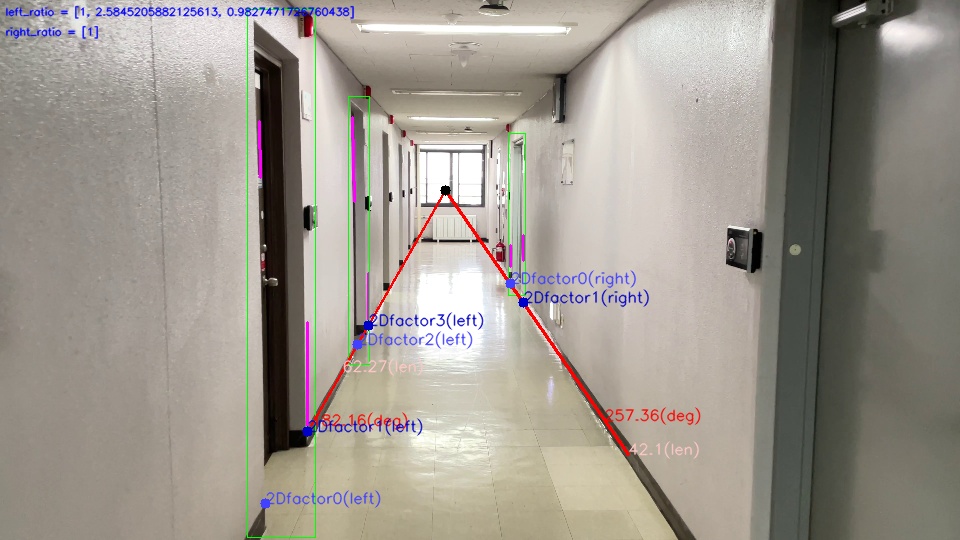 left_ratio = [1, 2.5845205882125613, 0.9827471726760438]
right_ratio = [1]
2Dfactor0(right)
2Dfactor1(right)
2Dfactor3(left)
2Dfactor2(left)
62.27(len)
257.36(deg)
2Dfactor1(left)
42.1(len)
2Dfactor0(left)